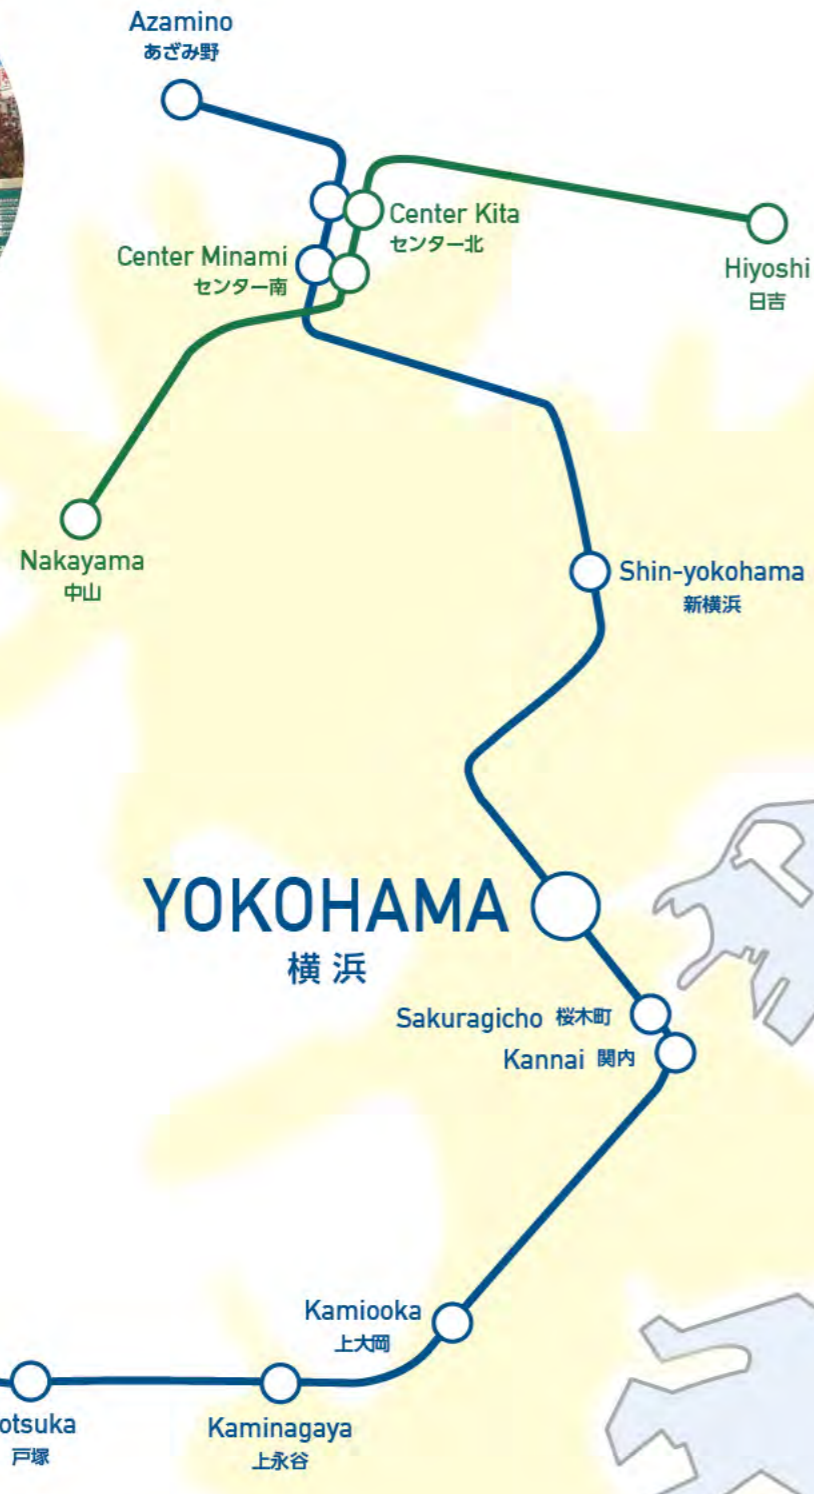 Azamino
あざみ野
Center Kita
センター北
Center Minami
センター南
Hiyoshi
日吉
Nakayama
中山
Shin-yokohama
新横浜
YOKOHAMA
横浜
Sakuragicho 桜木町
Kannai 関内
Kamiooka
上大岡
Kaminagaya
上永谷
otsuka
戸塚